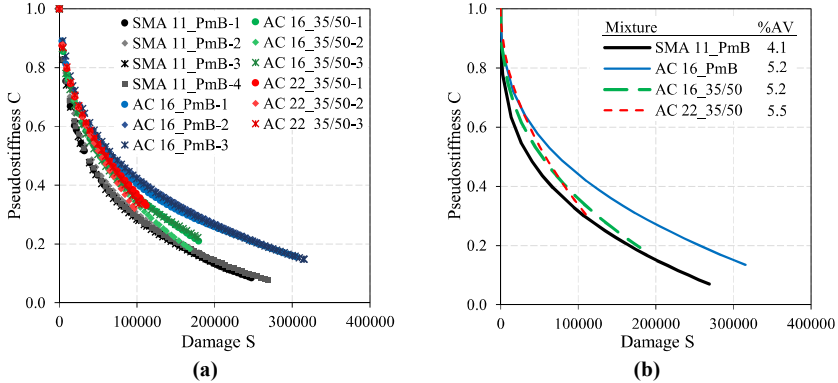 SMA 11_PmB-1 AC 16_35/50-1
SMA 11_PmB-2 AC 16_35/50-2
SMA 11_PmB-3 AC 16_35/50-3
SMA 11_PmB-4 AC 22_35/50-1
AC 16_PmB-1 AC 22_35/50-2
AC 16_PmB-2 AC 22_35/50-3
AC 16_PmB-3
Pseudostiffness C
1.0
0.8
0.6
0.4
0.2
0.0
0 100000 200000 300000 400000
Damage S
(a)
Mixture %AV
SMA 11_PmB 4.1
AC 16_PmB 5.2
AC 16_35/50 5.2
AC 22_35/50 5.5
Pseudostiffness C
1.0
0.8
0.6
0.4
0.2
0.0
0 100000 200000 300000 400000
Damage S
(b)